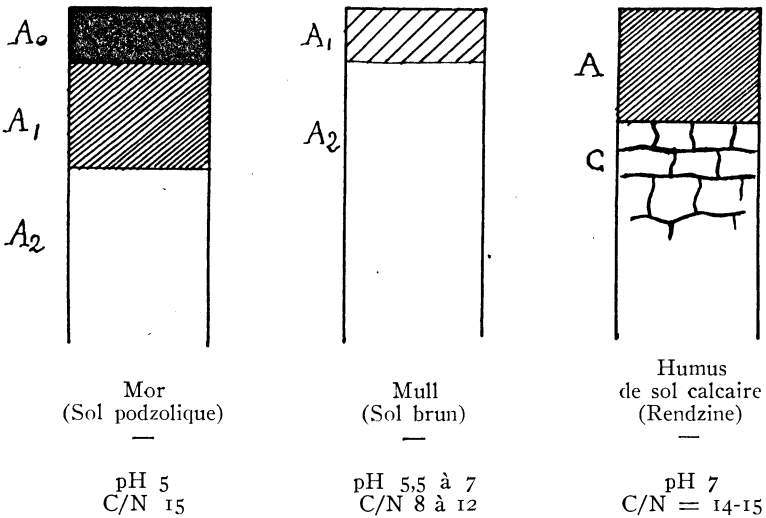 A₀
A₁
A₂
Mor
(Sol podzolique)
—
pH 5
C/N 15
A₁
A₂
Mull
(Sol brun)
—
pH 5,5 à 7
C/N 8 à 12
A
C
Humus
de sol calcaire
(Rendzine)
—
pH 7
C/N = 14-15